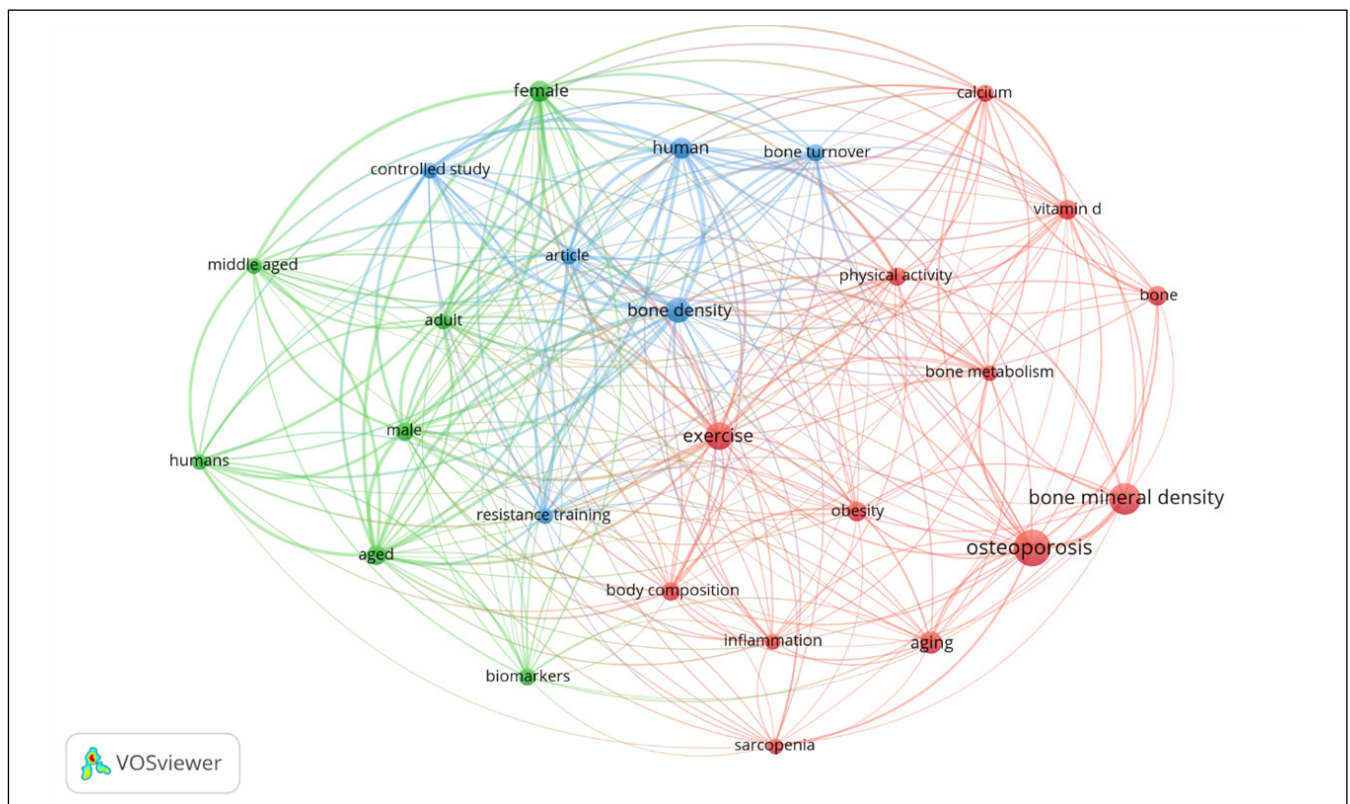 female
calcium
human
bone turnover
controlled study
vitamin d
article
middle aged
physical activity
bone
bone density
adult
bone metabolism
male
exercise
humans
bone mineral density
obesity
resistance training
osteoporosis
aged
body composition
inflammation
aging
biomarkers
sarcopenia
VOSviewer